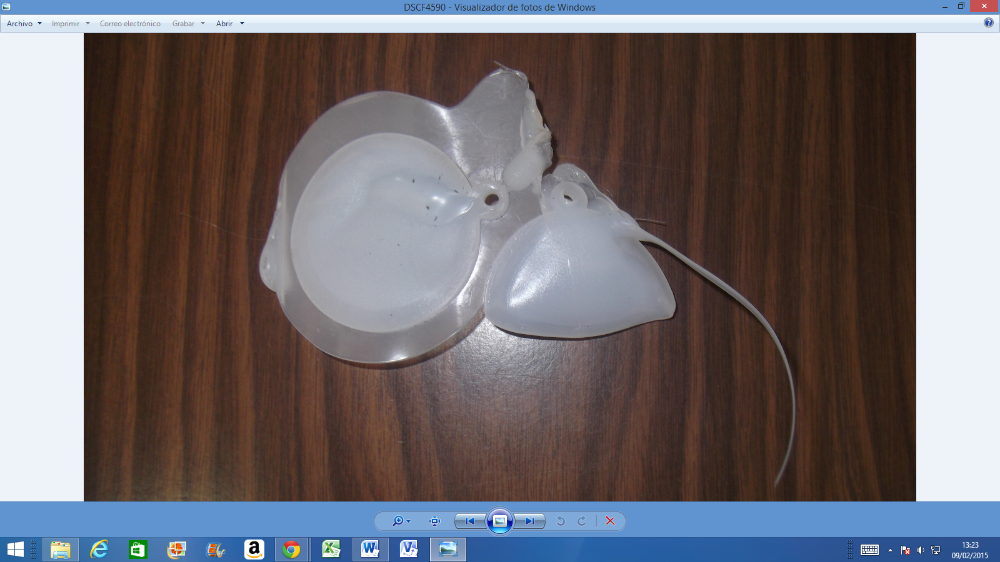 DSCF4590 - Visualizador de fotos de Windows
Archivo Imprimir Correo electrónico Grabar Abrir ?
a X W V
13:23
09/02/2015